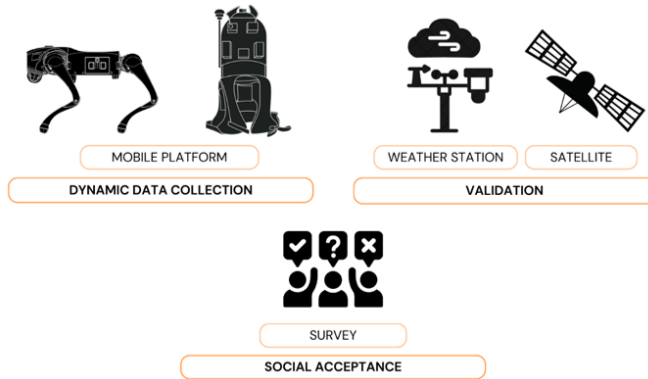 MOBILE PLATFORM
DYNAMIC DATA COLLECTION
WEATHER STATION
SATELLITE
VALIDATION
SURVEY
SOCIAL ACCEPTANCE